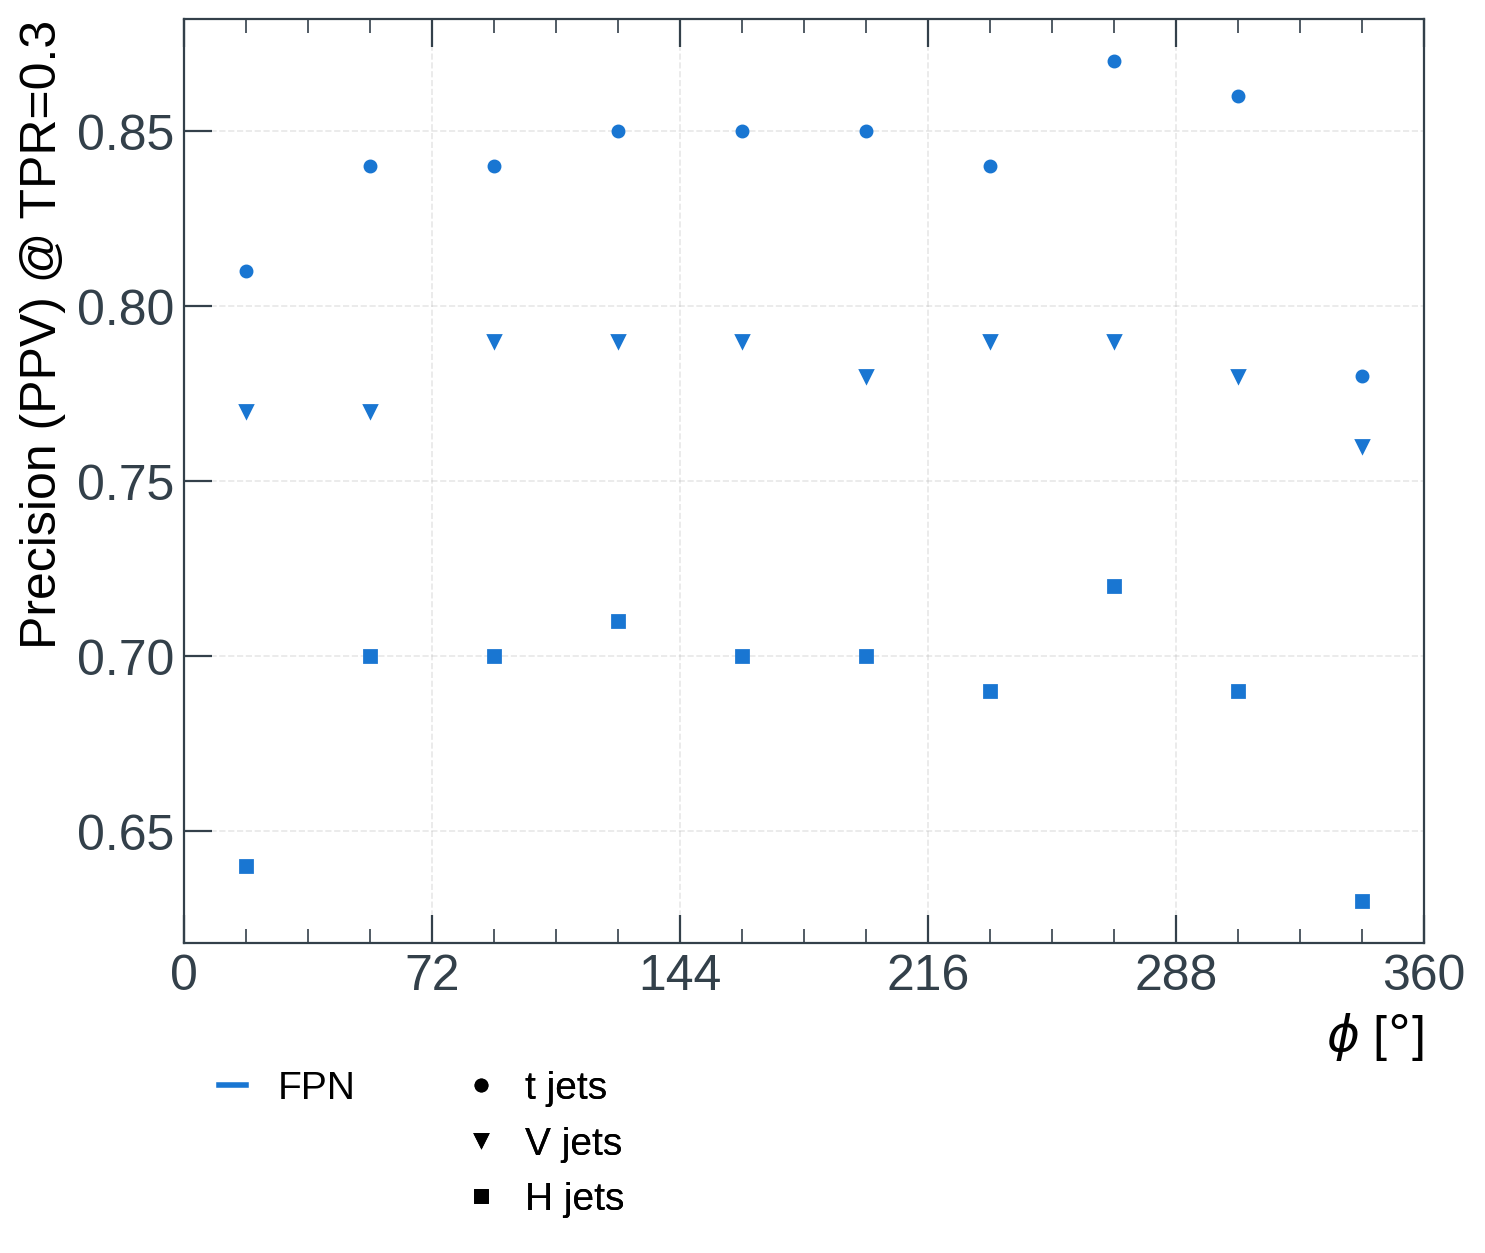 Precision (PPV) @ TPR=0.3
0.85
0.80
0.75
0.70
0.65
0 72 144 216 288 360
ϕ [°]
FPN
t jets
V jets
H jets